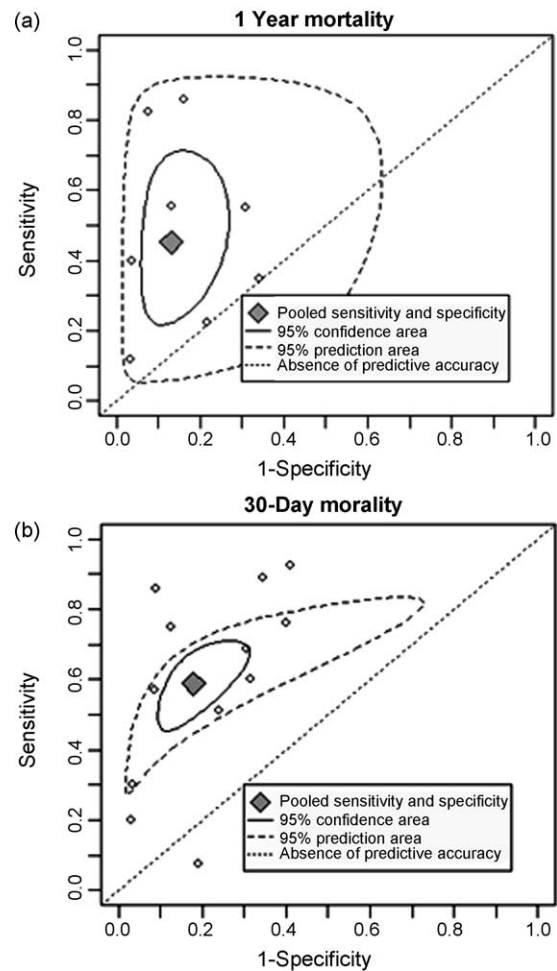 (a)
1 Year mortality
Sensitivity
1.0
0.8
0.6
0.4
0.2
0.0
Pooled sensitivity and specificity
95% confidence area
95% prediction area
Absence of predictive accuracy
0.0 0.2 0.4 0.6 0.8 1.0
1-Specificity
(b)
30-Day morality
Sensitivity
1.0
0.8
0.6
0.4
0.2
0.0
Pooled sensitivity and specificity
95% confidence area
95% prediction area
Absence of predictive accuracy
0.0 0.2 0.4 0.6 0.8 1.0
1-Specificity